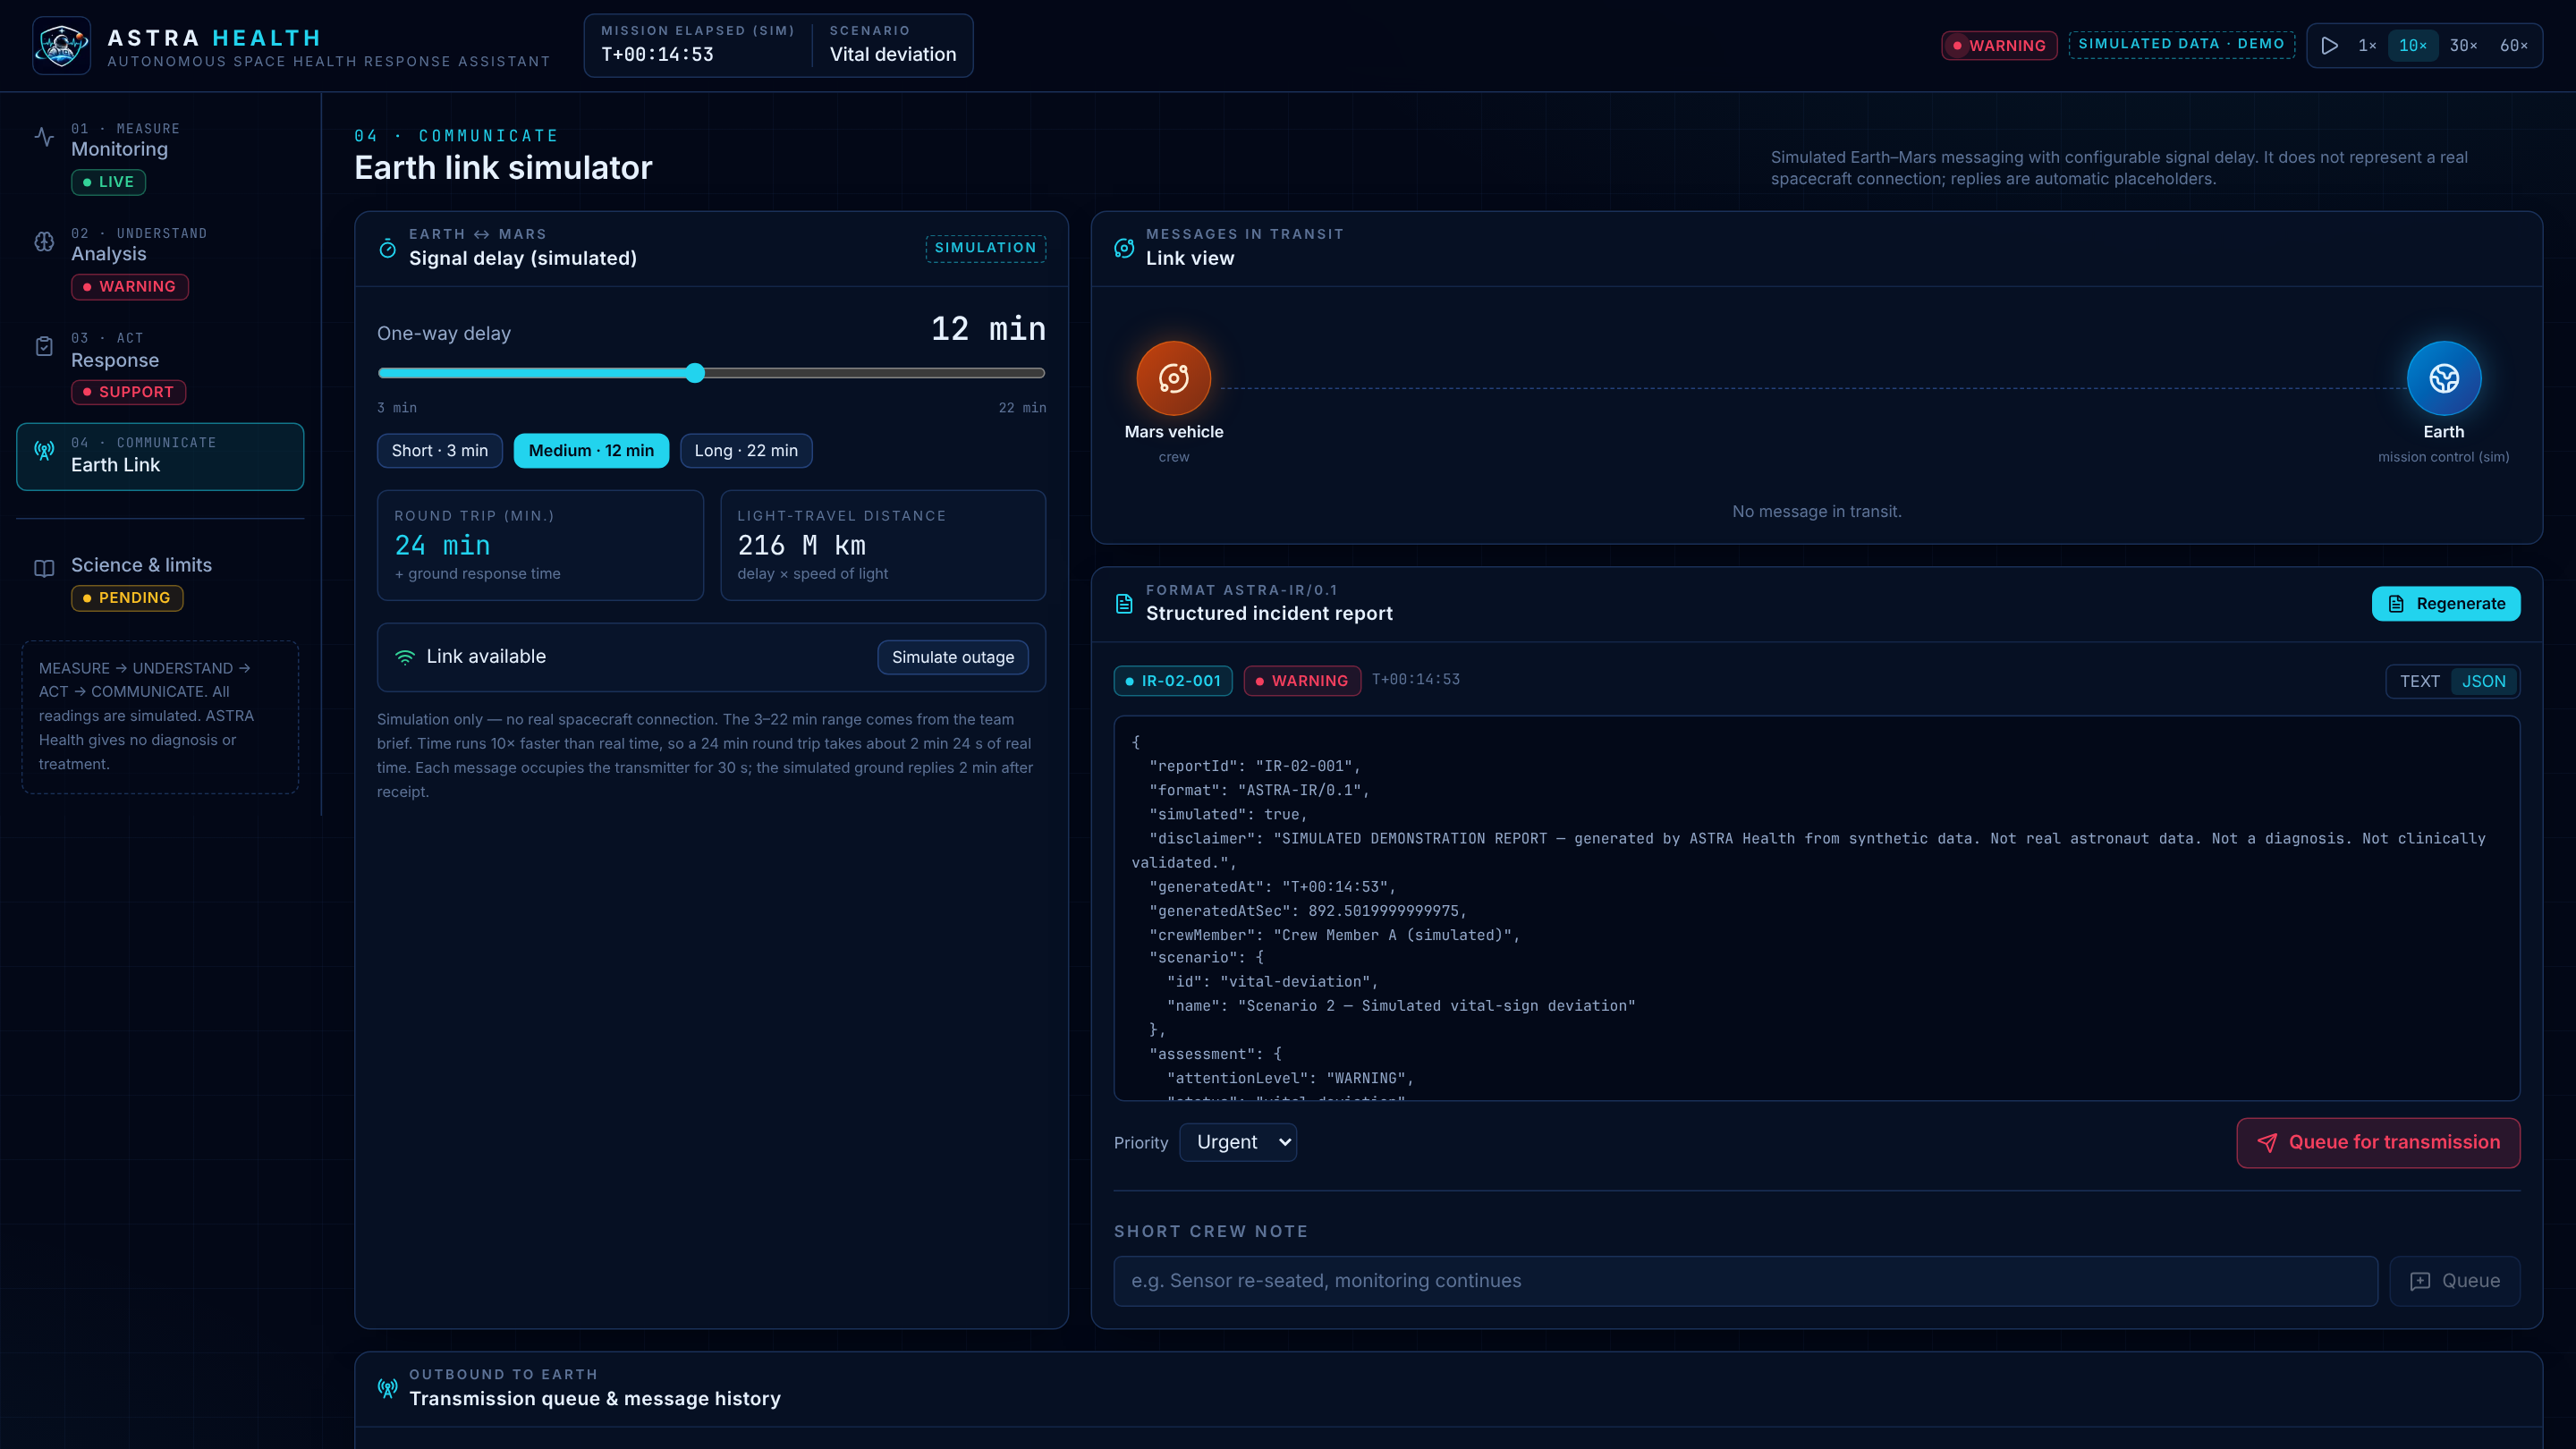 ASTRA HEALTH
AUTONOMOUS SPACE HEALTH RESPONSE ASSISTANT
MISSION ELAPSED (SIM)
T+00:14:53
SCENARIO
Vital deviation
WARNING
SIMULATED DATA · DEMO
1×
10×
30×
60×
01 · MEASURE
Monitoring
LIVE
02 · UNDERSTAND
Analysis
WARNING
03 · ACT
Response
SUPPORT
04 · COMMUNICATE
Earth Link
Science & limits
PENDING
MEASURE → UNDERSTAND →
ACT → COMMUNICATE. All
readings are simulated. ASTRA
Health gives no diagnosis or
treatment.
04 · COMMUNICATE
Earth link simulator
Simulated Earth–Mars messaging with configurable signal delay. It does not represent a real
spacecraft connection; replies are automatic placeholders.
EARTH ↔ MARS
Signal delay (simulated)
SIMULATION
One-way delay
12 min
3 min
22 min
Short · 3 min
Medium · 12 min
Long · 22 min
ROUND TRIP (MIN.)
24 min
+ ground response time
LIGHT-TRAVEL DISTANCE
216 M km
delay × speed of light
Link available
Simulate outage
Simulation only — no real spacecraft connection. The 3–22 min range comes from the team
brief. Time runs 10× faster than real time, so a 24 min round trip takes about 2 min 24 s of real
time. Each message occupies the transmitter for 30 s; the simulated ground replies 2 min after
receipt.
MESSAGES IN TRANSIT
Link view
Mars vehicle
crew
Earth
mission control (sim)
No message in transit.
FORMAT ASTRA-IR/0.1
Structured incident report
Regenerate
IR-02-001
WARNING
T+00:14:53
TEXT
JSON
{
"reportId": "IR-02-001",
"format": "ASTRA-IR/0.1",
"simulated": true,
"disclaimer": "SIMULATED DEMONSTRATION REPORT — generated by ASTRA Health from synthetic data. Not real astronaut data. Not a diagnosis. Not clinically
validated.",
"generatedAt": "T+00:14:53",
"generatedAtSec": 892.5019999999975,
"crewMember": "Crew Member A (simulated)",
"scenario": {
"id": "vital-deviation",
"name": "Scenario 2 — Simulated vital-sign deviation"
},
"assessment": {
"attentionLevel": "WARNING",
"status": "vital-deviation"
Priority
Urgent
Queue for transmission
SHORT CREW NOTE
e.g. Sensor re-seated, monitoring continues
Queue
OUTBOUND TO EARTH
Transmission queue & message history